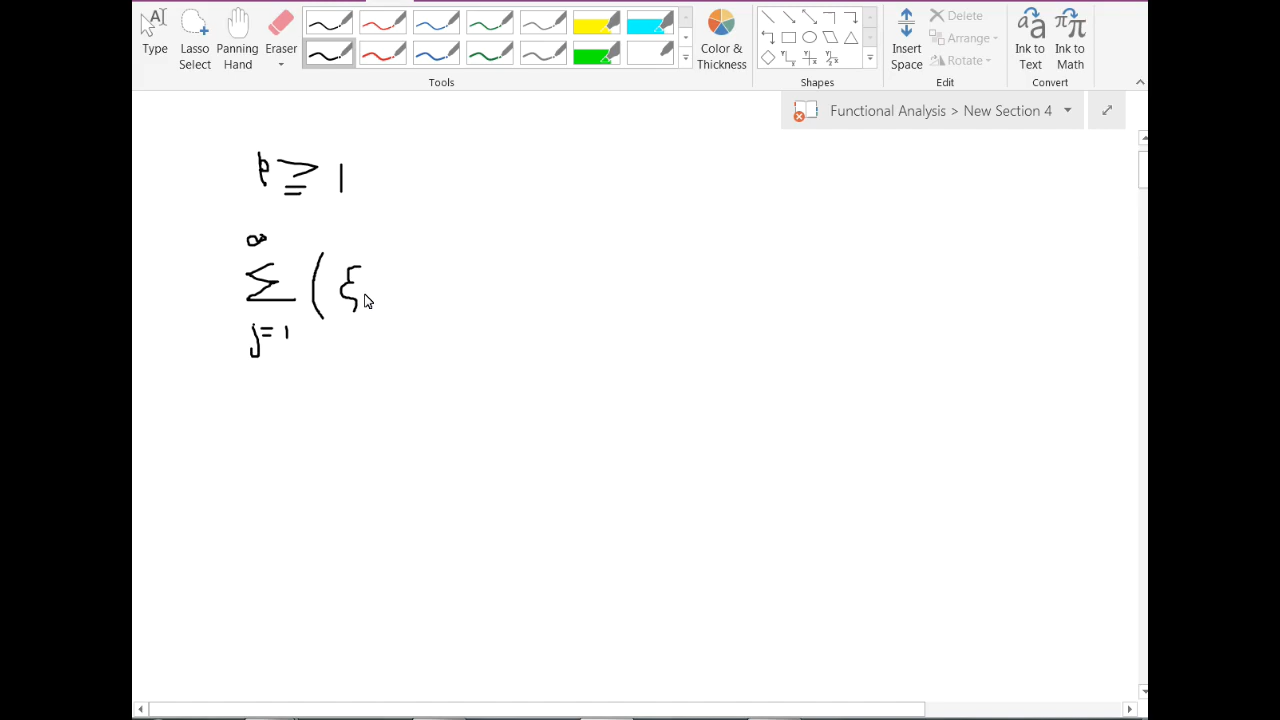 Type
Lasso Select
Panning Hand
Eraser
Color & Thickness
Insert Space
Delete
Arrange
Rotate
Ink to Text
Ink to Math
Tools
Shapes
Edit
Convert
Functional Analysis > New Section 4
p ≥ 1
∞
Σ ( ξ
j = 1